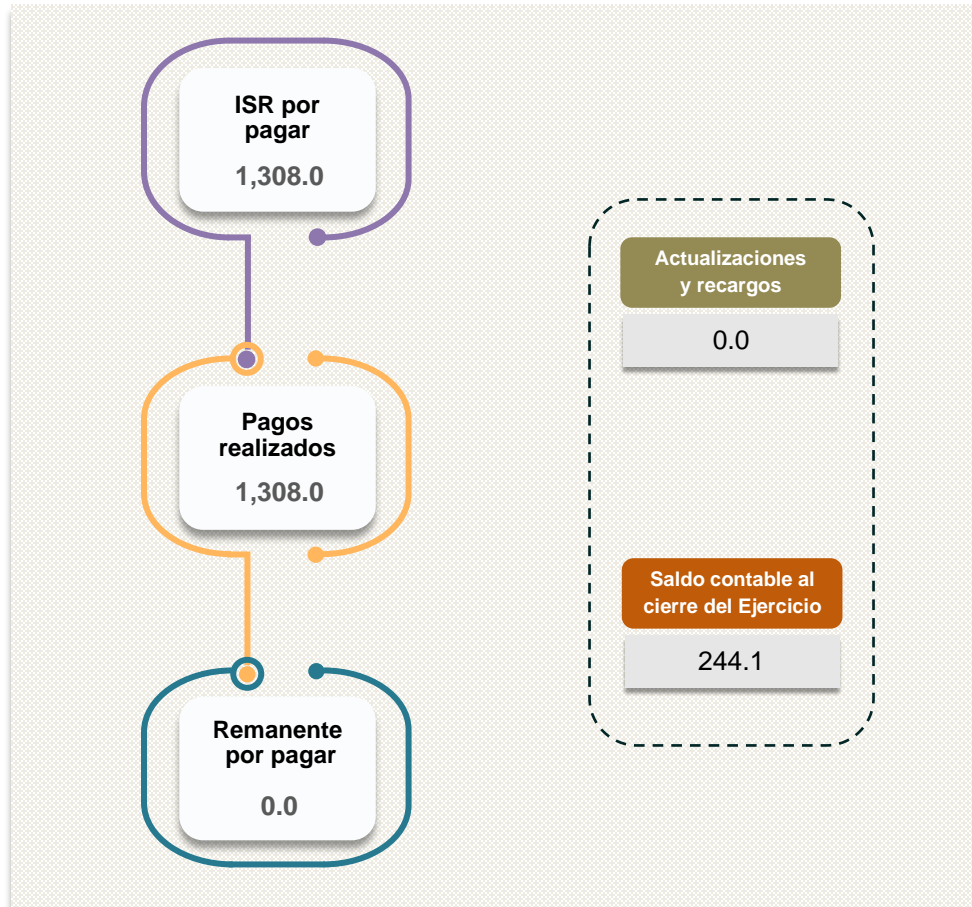 ISR por
pagar
1,308.0
Pagos
realizados
1,308.0
Remanente
por pagar
0.0
Actualizaciones
y recargos
0.0
Saldo contable al
cierre del Ejercicio
244.1